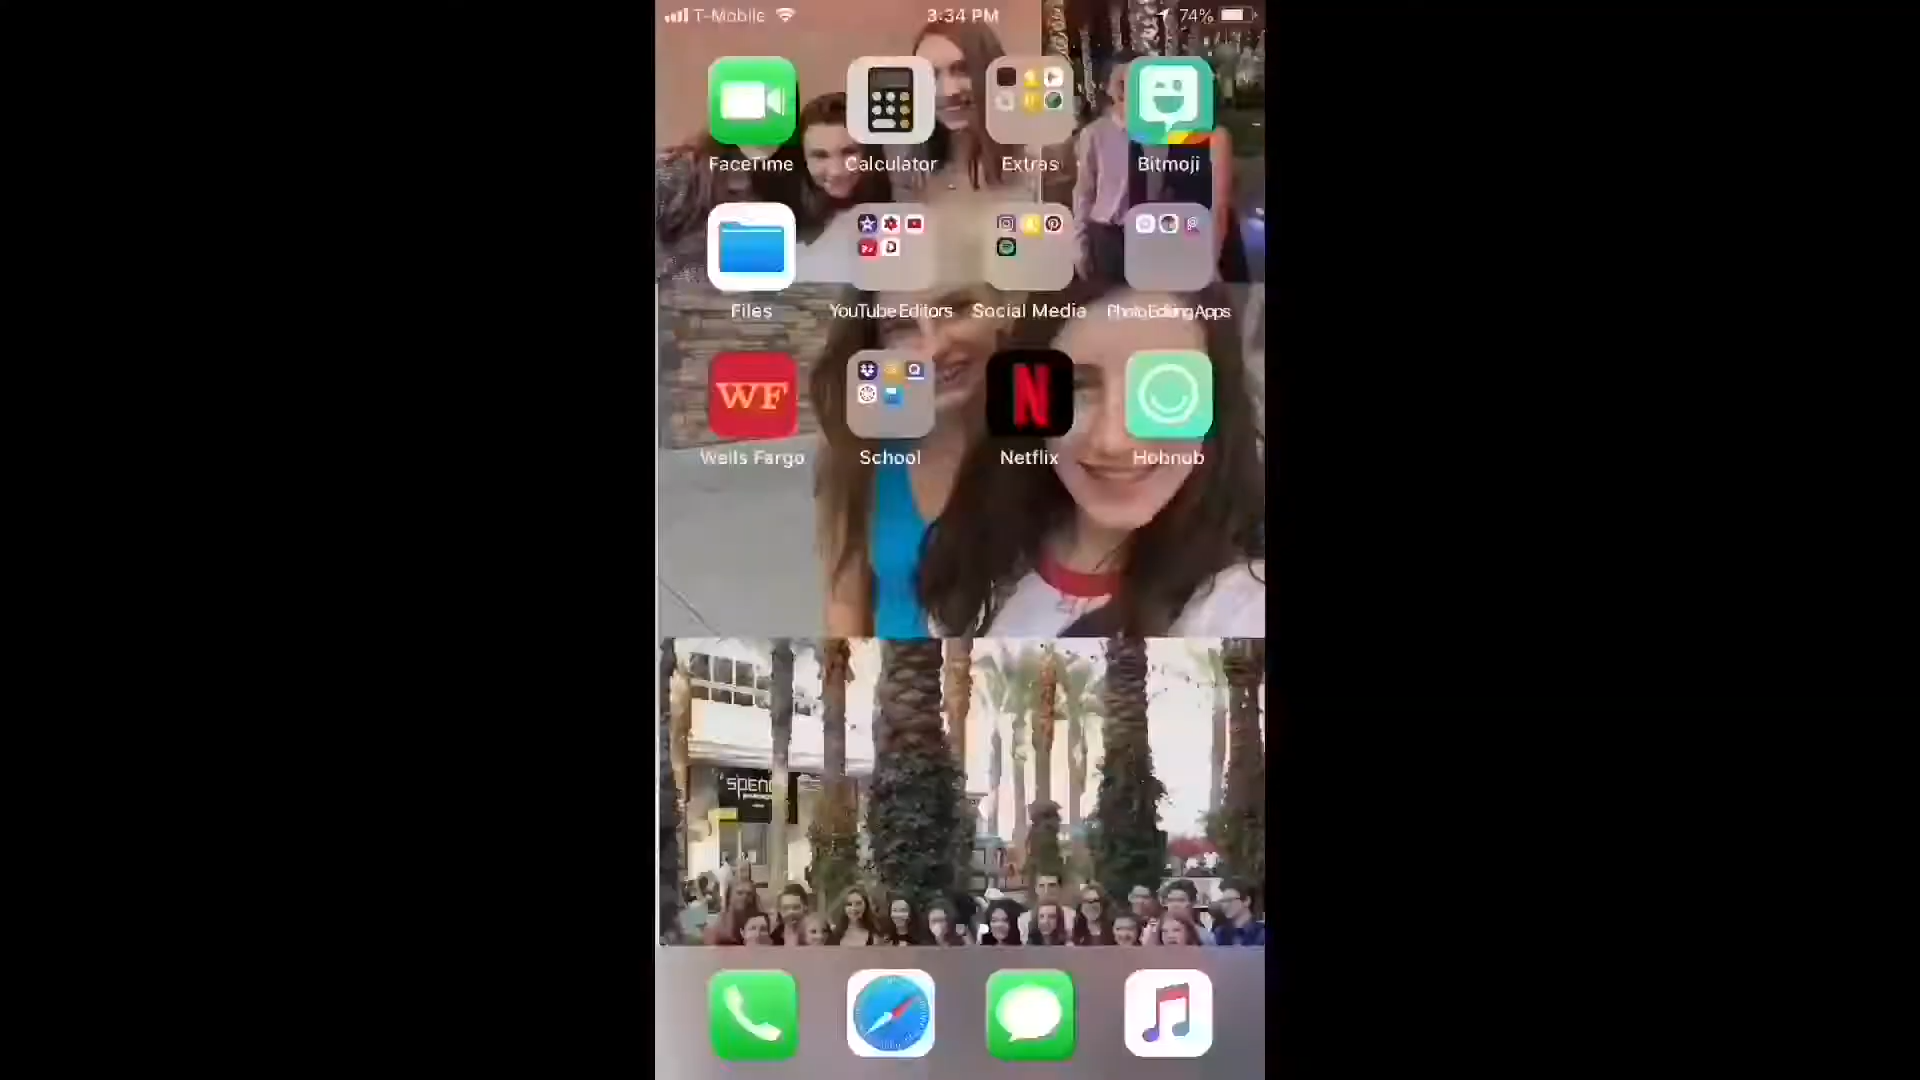 T-Mobile 3:34 PM 74%
FaceTime Calculator Extras Bitmoji
Files YouTube Editors Social Media Photo Editing Apps
WF N
Wells Fargo School Netflix Hobnob